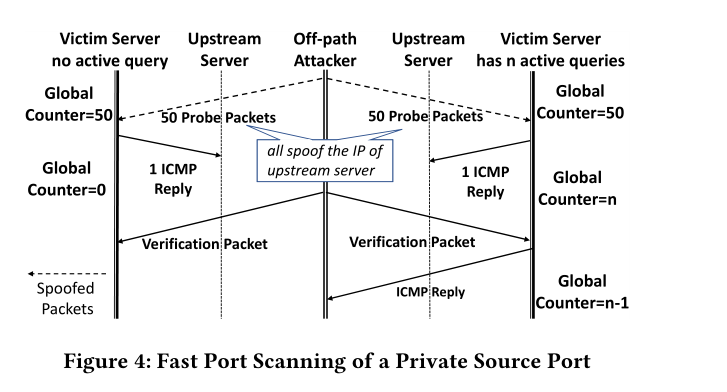 Victim Server
no active query
Upstream
Server
Off-path
Attacker
Upstream
Server
Victim Server
has n active queries
Global
Counter=50
50 Probe Packets
50 Probe Packets
Global
Counter=50
all spoof the IP of
upstream server
Global
Counter=0
1 ICMP
Reply
1 ICMP
Reply
Global
Counter=n
Verification Packet
Verification Packet
Spoofed
Packets
ICMP Reply
Global
Counter=n-1
Figure 4: Fast Port Scanning of a Private Source Port